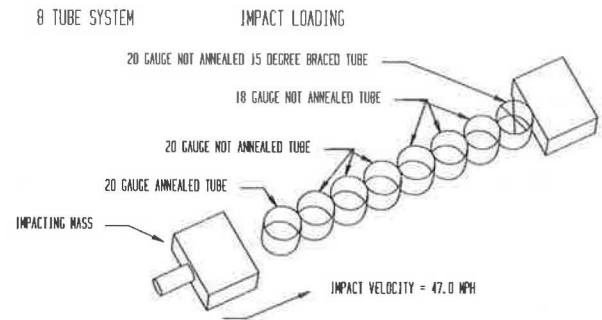 8 TUBE SYSTEM IMPACT LOADING
20 GAUGE NOT ANNEALED 15 DEGREE BRACED TUBE
18 GAUGE NOT ANNEALED TUBE
20 GAUGE NOT ANNEALED TUBE
20 GAUGE ANNEALED TUBE
IMPACTING MASS
IMPACT VELOCITY = 47.0 MPH